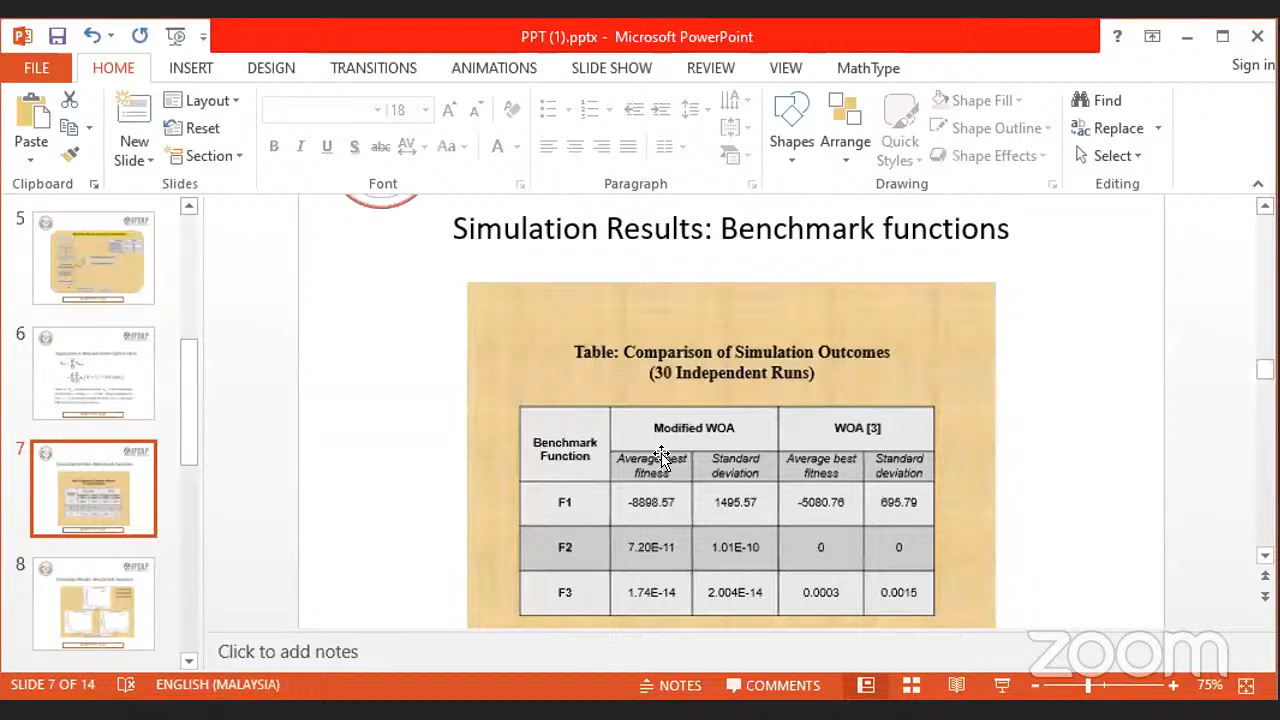 PPT (1).pptx - Microsoft PowerPoint
FILE HOME INSERT DESIGN TRANSITIONS ANIMATIONS SLIDE SHOW REVIEW VIEW MathType Sign in
Paste
Clipboard
New Slide
Layout
Reset
Section
Slides
18
Font
Paragraph
Shapes
Arrange
Quick Styles
Shape Fill
Shape Outline
Shape Effects
Drawing
Find
Replace
Select
Editing
5
6
7
8
Simulation Results: Benchmark functions
Table: Comparison of Simulation Outcomes
(30 Independent Runs)
Benchmark Function
Modified WOA
WOA [3]
Average best fitness
Standard deviation
Average best fitness
Standard deviation
F1 -8898.57 1495.57 -5080.76 695.79
F2 7.20E-11 1.01E-10 0 0
F3 1.74E-14 2.004E-14 0.0003 0.0015
Click to add notes
zoom
SLIDE 7 OF 14 ENGLISH (MALAYSIA) NOTES COMMENTS 75%